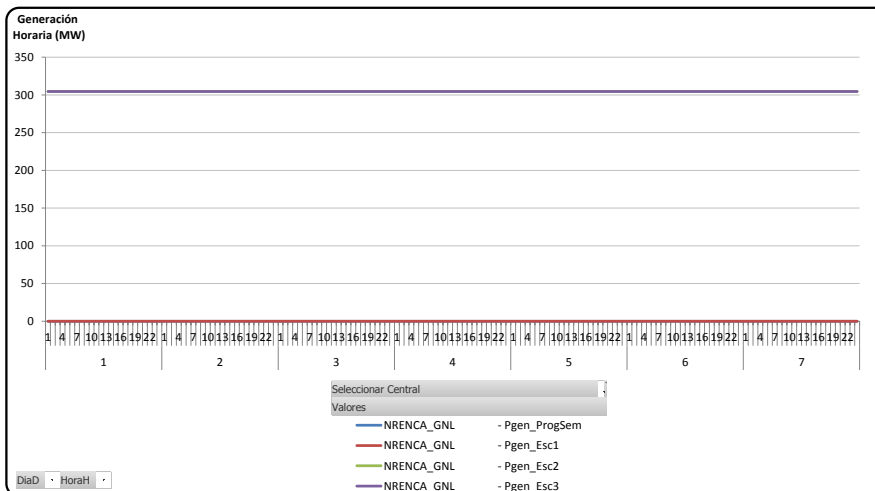 Generación
Horaria (MW)
350
300
250
200
150
100
50
0
1 4 7 10 13 16 19 22 1 4 7 10 13 16 19 22 1 4 7 10 13 16 19 22 1 4 7 10 13 16 19 22 1 4 7 10 13 16 19 22 1 4 7 10 13 16 19 22 1 4 7 10 13 16 19 22
1 2 3 4 5 6 7
Seleccionar Central
Valores
NRENCA_GNL - Pgen_ProgSem
NRENCA_GNL - Pgen_Esc1
NRENCA_GNL - Pgen_Esc2
NRENCA_GNL - Pgen_Esc3
DiaD HoraH